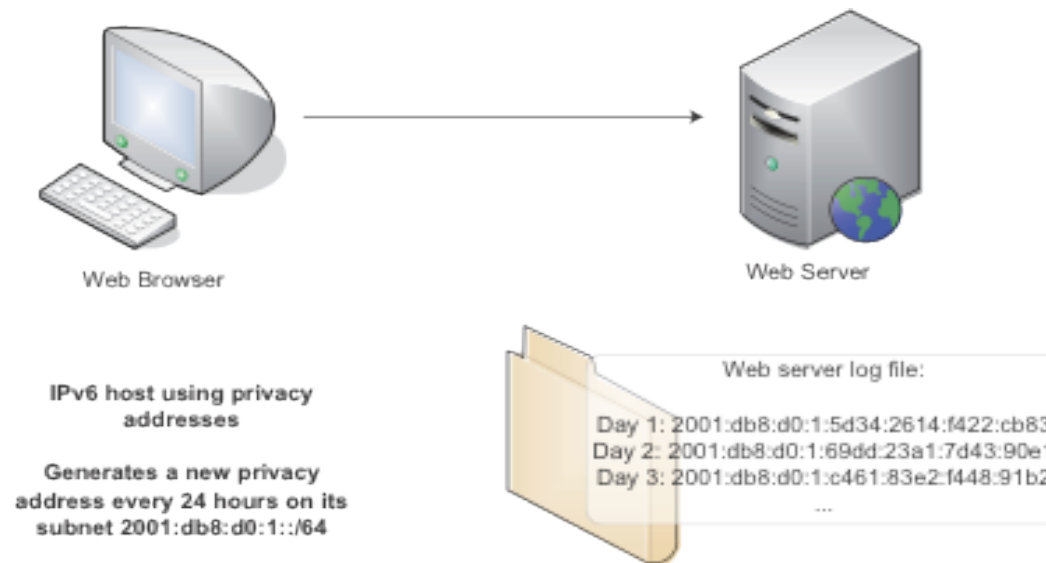 Web Browser
Web Server
IPv6 host using privacy
addresses
Generates a new privacy
address every 24 hours on its
subnet 2001:db8:d0:1::/64
Web server log file:
Day 1: 2001:db8:d0:1:5d34:2614:f422:cb83
Day 2: 2001:db8:d0:1:69dd:23a1:7d43:90e1
Day 3: 2001:db8:d0:1:c461:83e2:f448:91b2
...